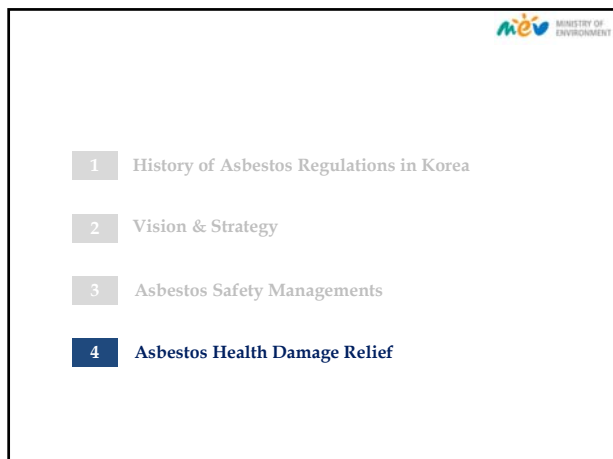 mev MINISTRY OF
ENVIRONMENT
1 History of Asbestos Regulations in Korea
2 Vision & Strategy
3 Asbestos Safety Managements
4 Asbestos Health Damage Relief